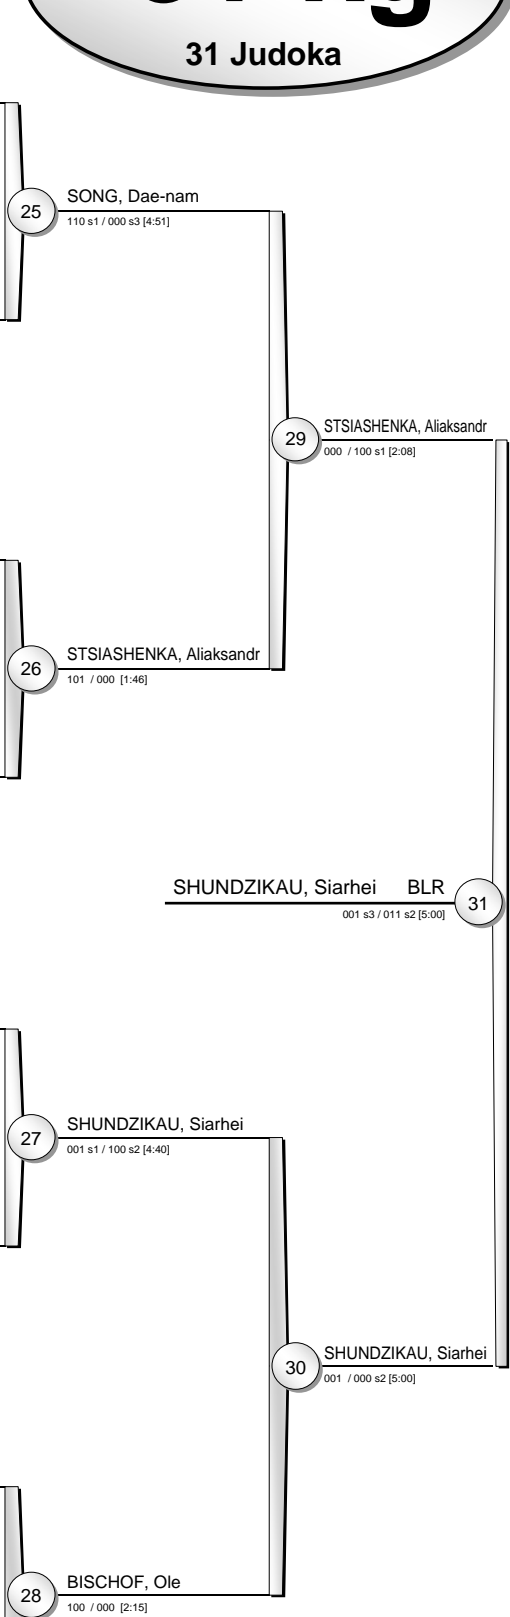 31 Judoka
25
SONG, Dae-nam
110 s1 / 000 s3 [4:51]
29
STSIASHENKA, Aliaksandr
000 / 100 s1 [2:08]
26
STSIASHENKA, Aliaksandr
101 / 000 [1:46]
SHUNDZIKAU, Siarhei BLR
001 s3 / 011 s2 [5:00]
31
27
SHUNDZIKAU, Siarhei
001 s1 / 100 s2 [4:40]
30
SHUNDZIKAU, Siarhei
001 / 000 s2 [5:00]
28
BISCHOF, Ole
100 / 000 [2:15]